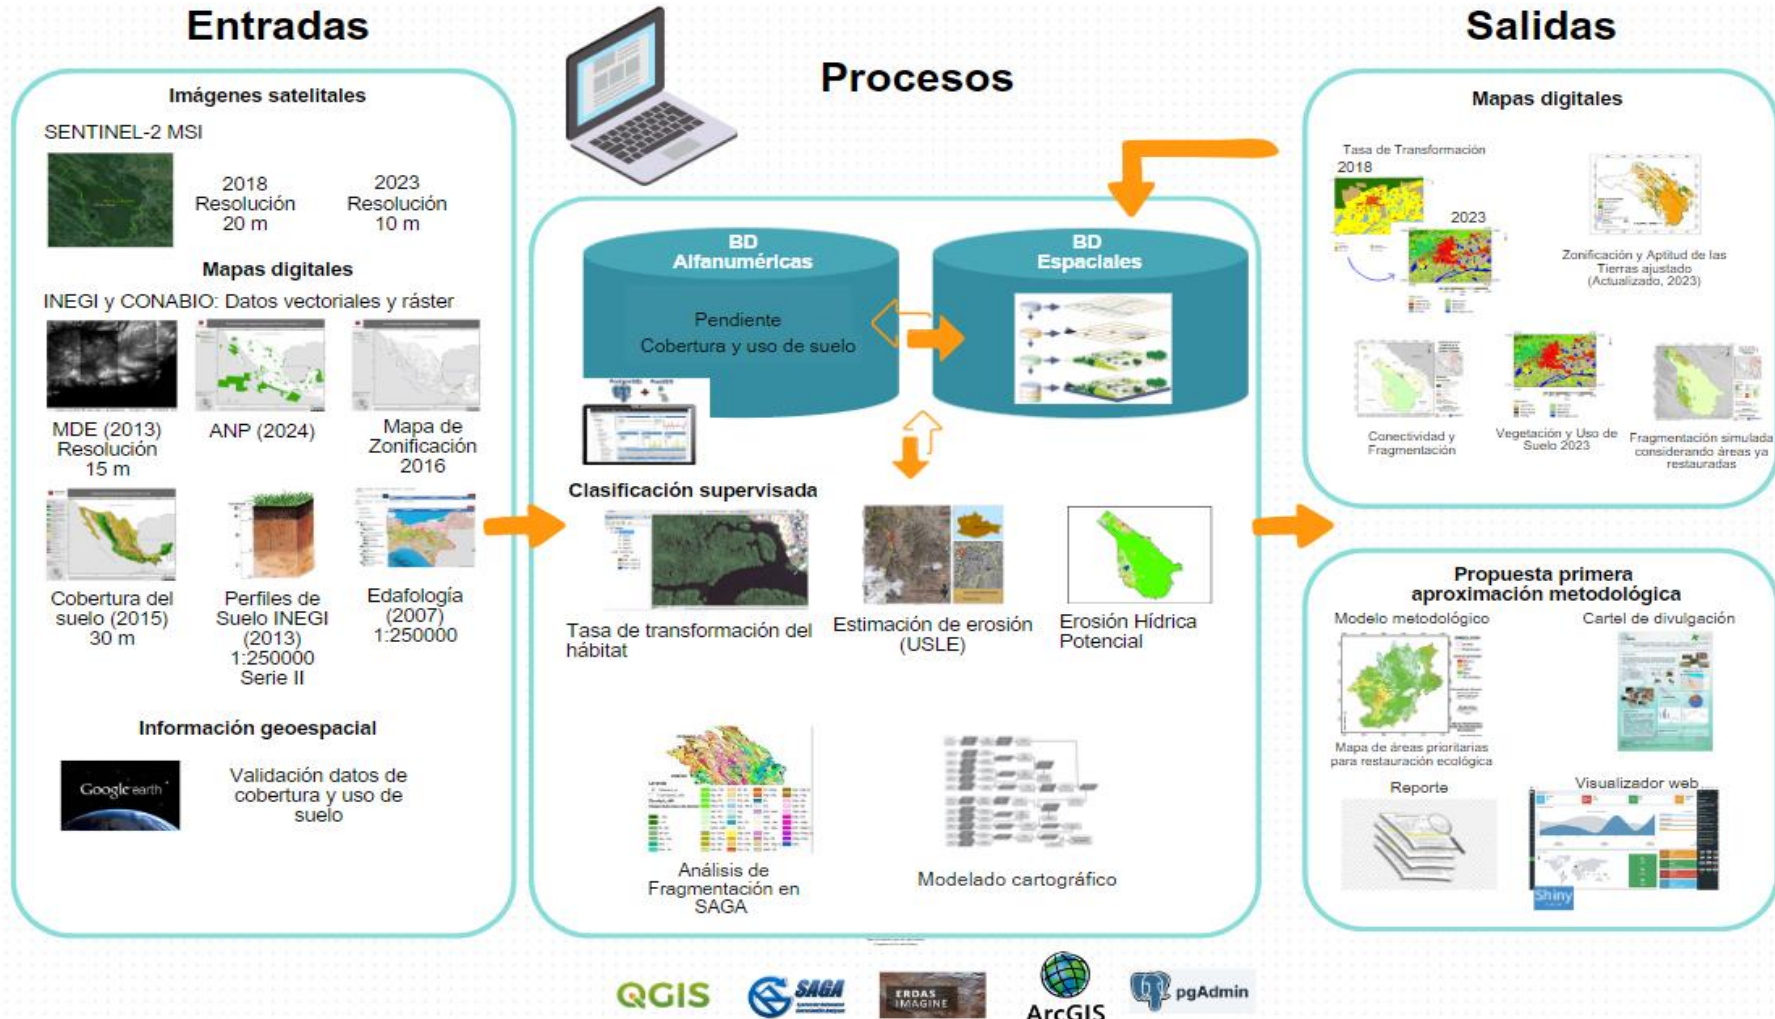 Entradas
Imágenes satelitales
SENTINEL-2 MSI
2018
Resolución
20 m
2023
Resolución
10 m
Mapas digitales
INEGI y CONABIO: Datos vectoriales y ráster
MDE (2013)
Resolución
15 m
ANP (2024)
Mapa de
Zonificación
2016
Cobertura del
suelo (2015)
30 m
Perfiles de
Suelo INEGI
(2013)
1:250000
Serie II
Edafología
(2007)
1:250000
Información geoespacial
Google earth
Validación datos de
cobertura y uso de
suelo
Procesos
BD
Alfanuméricas
Pendiente
Cobertura y uso de suelo
BD
Espaciales
Clasificación supervisada
Tasa de transformación del
hábitat
Estimación de erosión
(USLE)
Erosión Hídrica
Potencial
Análisis de
Fragmentación en
SAGA
Modelado cartográfico
Salidas
Mapas digitales
Tasa de Transformación
2018
2023
Zonificación y Aptitud de las
Tierras ajustado
(Actualizado, 2023)
Conectividad y
Fragmentación
Vegetación y Uso de
Suelo 2023
Fragmentación simulada
considerando áreas ya
restauradas
Propuesta primera
aproximación metodológica
Modelo metodológico
Mapa de áreas prioritarias
para restauración ecológica
Cartel de divulgación
Reporte
Visualizador web
Shiny
QGIS
SAGA
ERDAS
IMAGINE
ArcGIS
pgAdmin